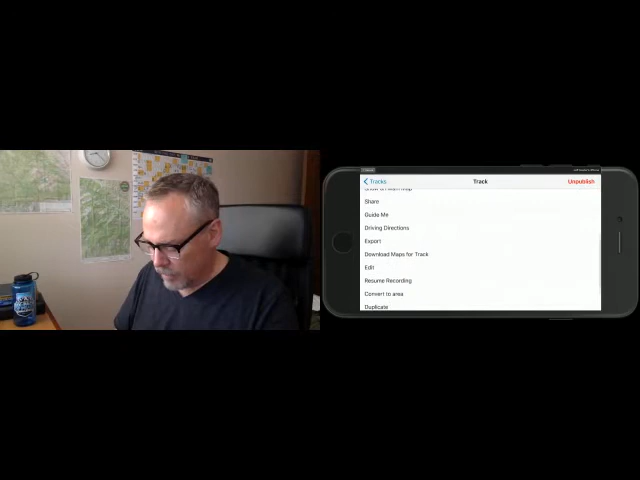 Tracks
Track
Unpublish
Share
Guide Me
Driving Directions
Export
Download Maps for Track
Edit
Resume Recording
Convert to area
Duplicate